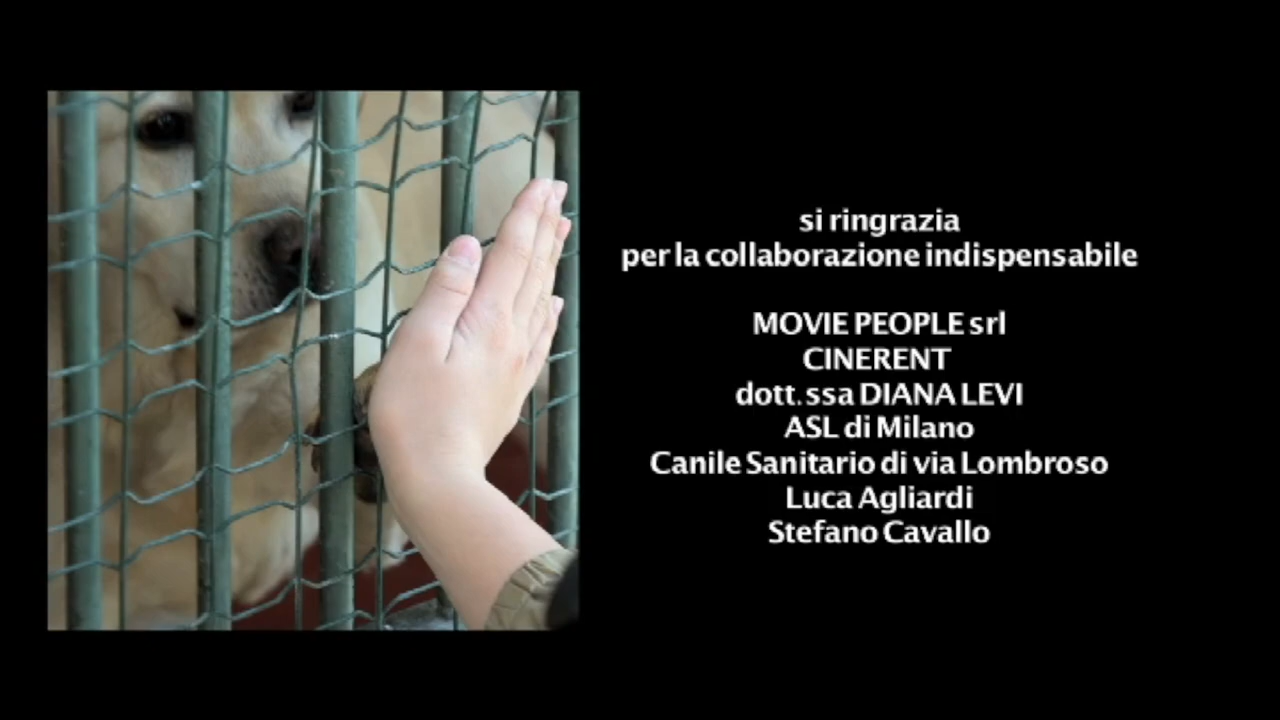 si ringrazia
per la collaborazione indispensabile
MOVIE PEOPLE srl
CINERENT
dott.ssa DIANA LEVI
ASL di Milano
Canile Sanitario di via Lombroso
Luca Agliardi
Stefano Cavallo